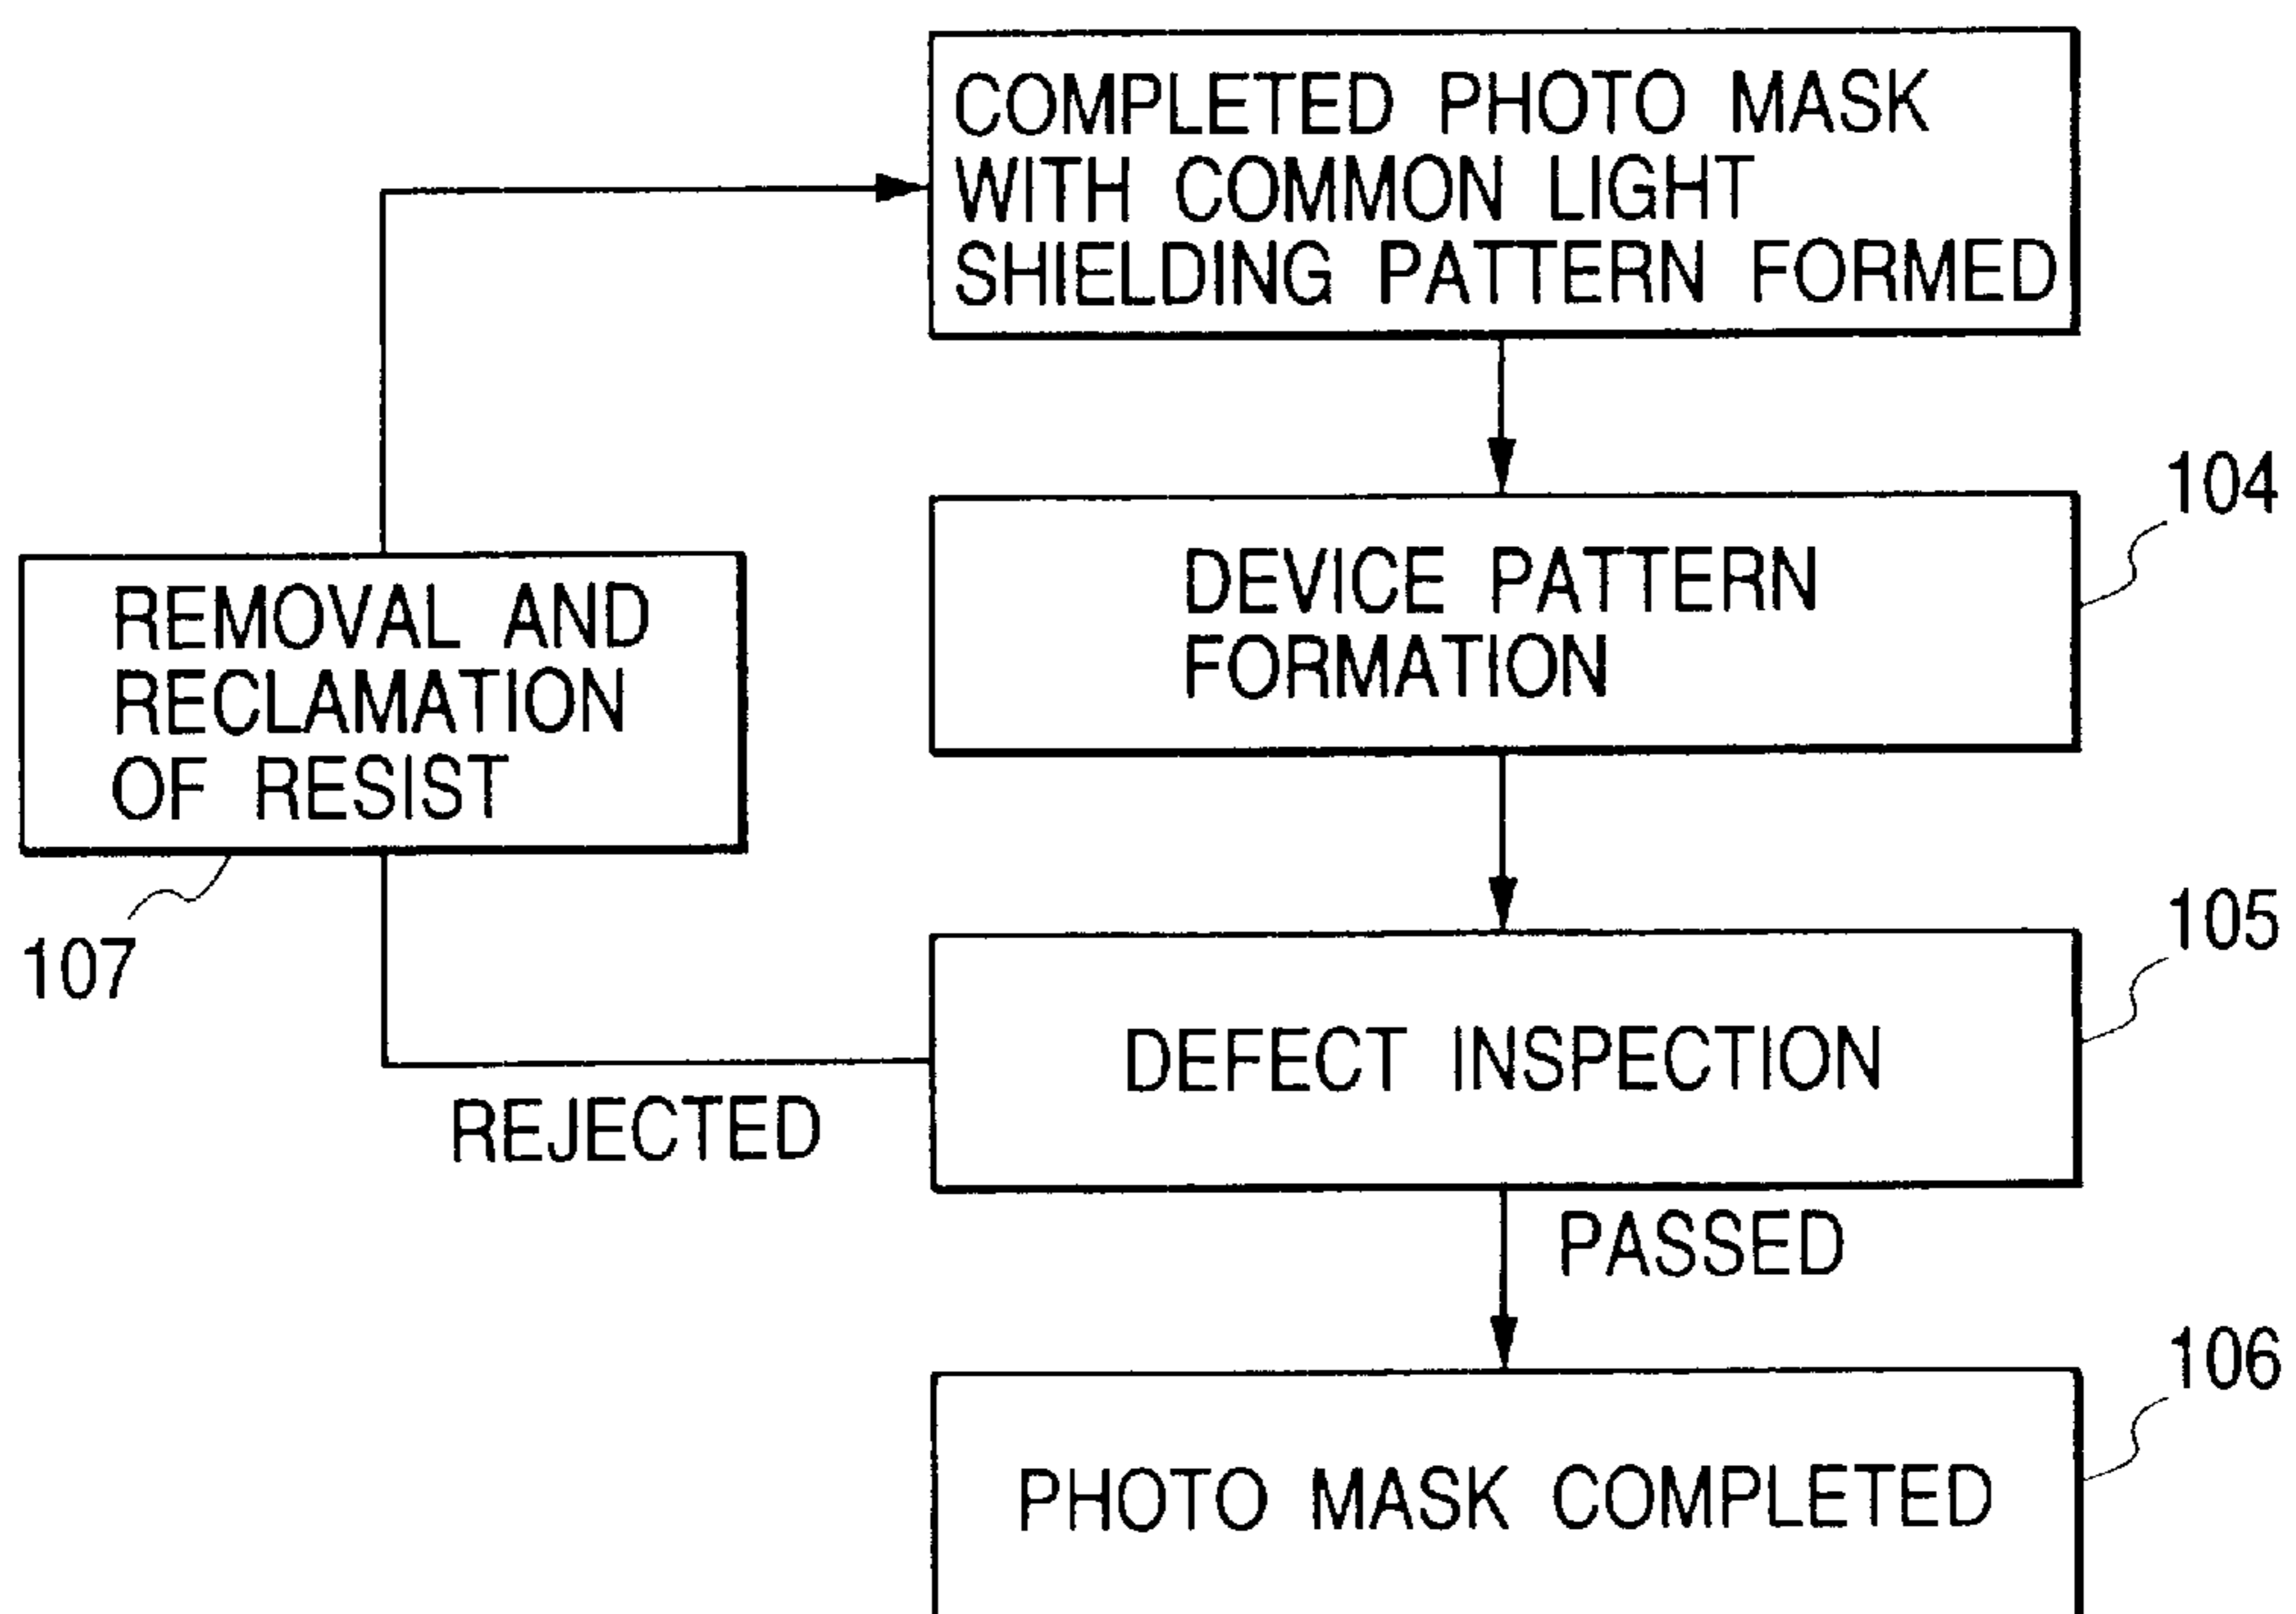 COMPLETED PHOTO MASK
WITH COMMON LIGHT
SHIELDING PATTERN FORMED
104
DEVICE PATTERN
FORMATION
REMOVAL AND
RECLAMATION
OF RESIST
107
105
DEFECT INSPECTION
REJECTED
PASSED
106
PHOTO MASK COMPLETED